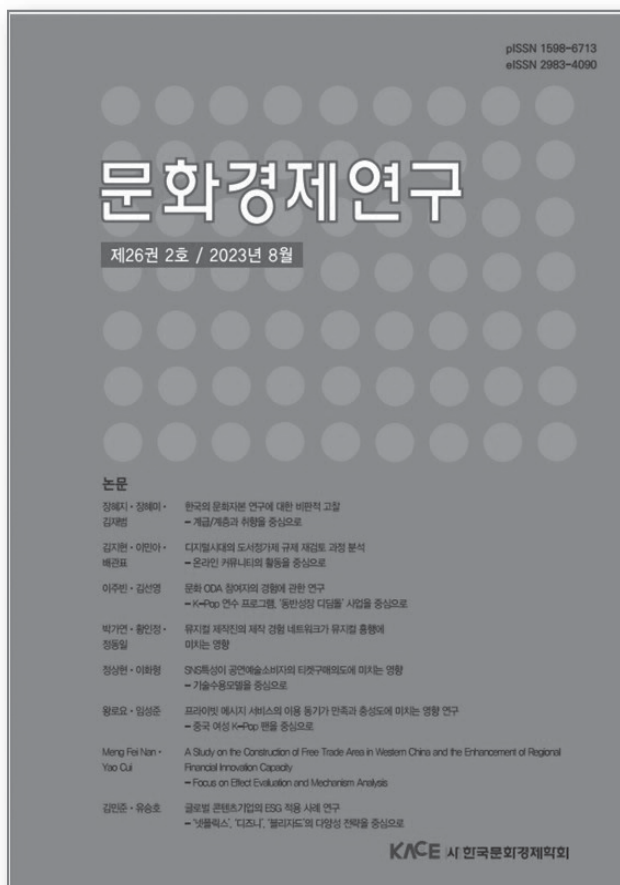 pISSN 1598-6713
eISSN 2983-4090
문화경제연구
제26권 2호 / 2023년 8월
논문
장혜지・장혜미・ 한국의 문화자본 연구에 대한 비판적 고찰
김재범 – 계급/계층과 취향을 중심으로
김지현・이민아・ 디지털시대의 도서정가제 규제 재검토 과정 분석
배관표 – 온라인 커뮤니티의 활동을 중심으로
이주빈・김선영 문화 ODA 참여자의 경험에 관한 연구
– K-Pop 연수 프로그램, '동반성장 디딤돌' 사업을 중심으로
박가연・황인정・ 뮤지컬 제작진의 제작 경험 네트워크가 뮤지컬 흥행에
정동일 미치는 영향
정상현・이화형 SNS특성이 공연예술소비자의 티켓구매의도에 미치는 영향
– 기술수용모델을 중심으로
왕로요・임성준 프라이빗 메시지 서비스의 이용 동기가 만족과 충성도에 미치는 영향 연구
– 중국 여성 K-Pop 팬을 중심으로
Meng Fei Nan・ A Study on the Construction of Free Trade Area in Western China and the Enhancement of Regional
Yao Cui Financial Innovation Capacity
– Focus on Effect Evaluation and Mechanism Analysis
김민준・유승호 글로벌 콘텐츠기업의 ESG 적용 사례 연구
– '넷플릭스', '디즈니', '블리자드'의 다양성 전략을 중심으로
KACE 사 한국문화경제학회